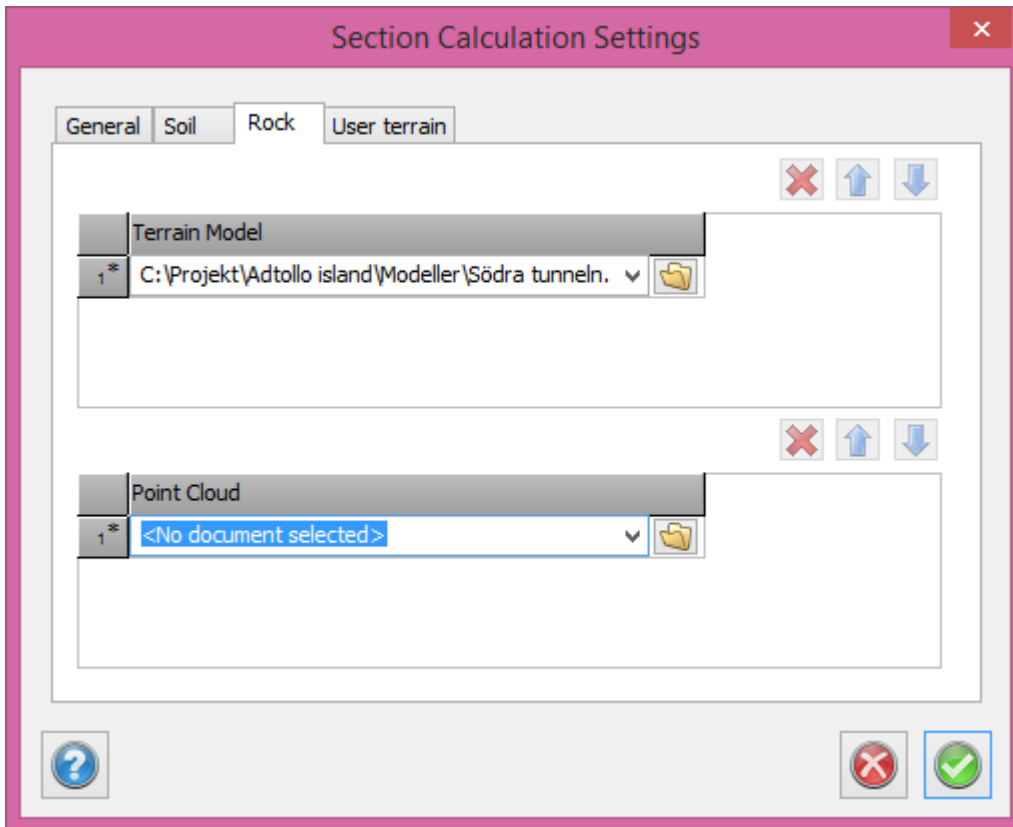 Section Calculation Settings
General Soil Rock User terrain
Terrain Model
1* C:\Projekt\Adtollo island\Modeller\Södra tunneln.
Point Cloud
1* <No document selected>